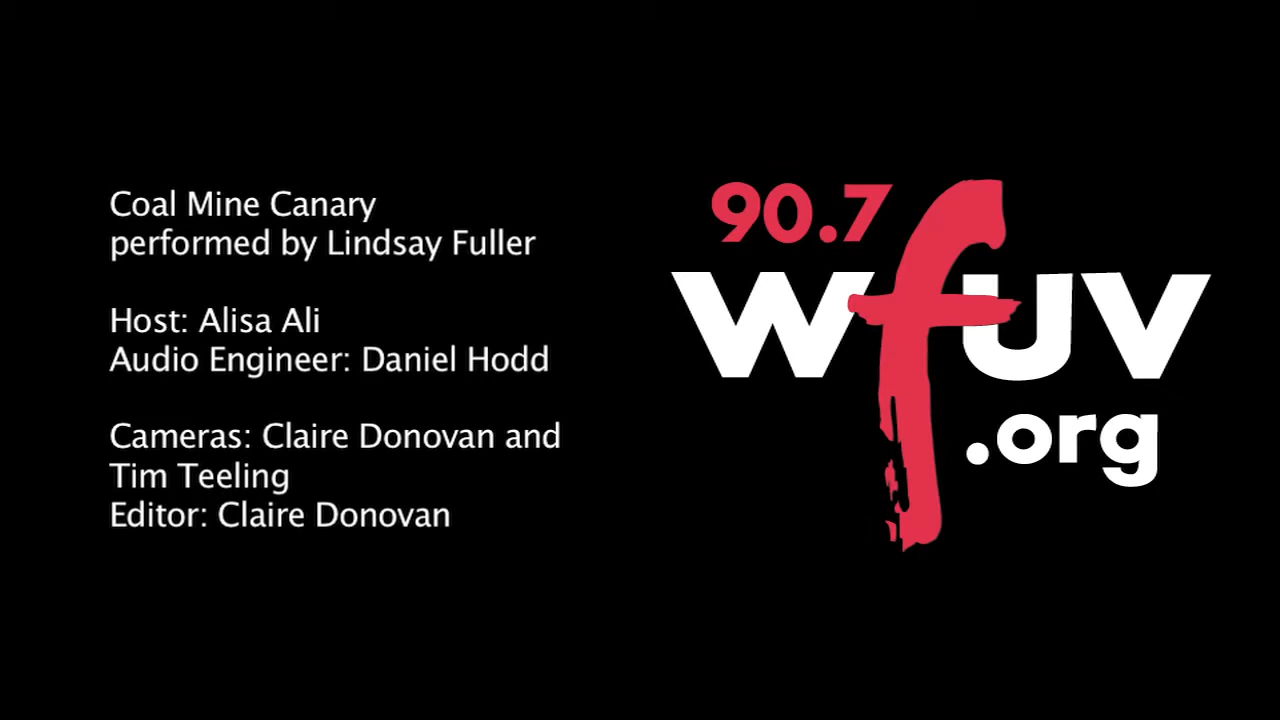 Coal Mine Canary
performed by Lindsay Fuller
Host: Alisa Ali
Audio Engineer: Daniel Hodd
Cameras: Claire Donovan and
Tim Teeling
Editor: Claire Donovan
90.7
wfuv
.org